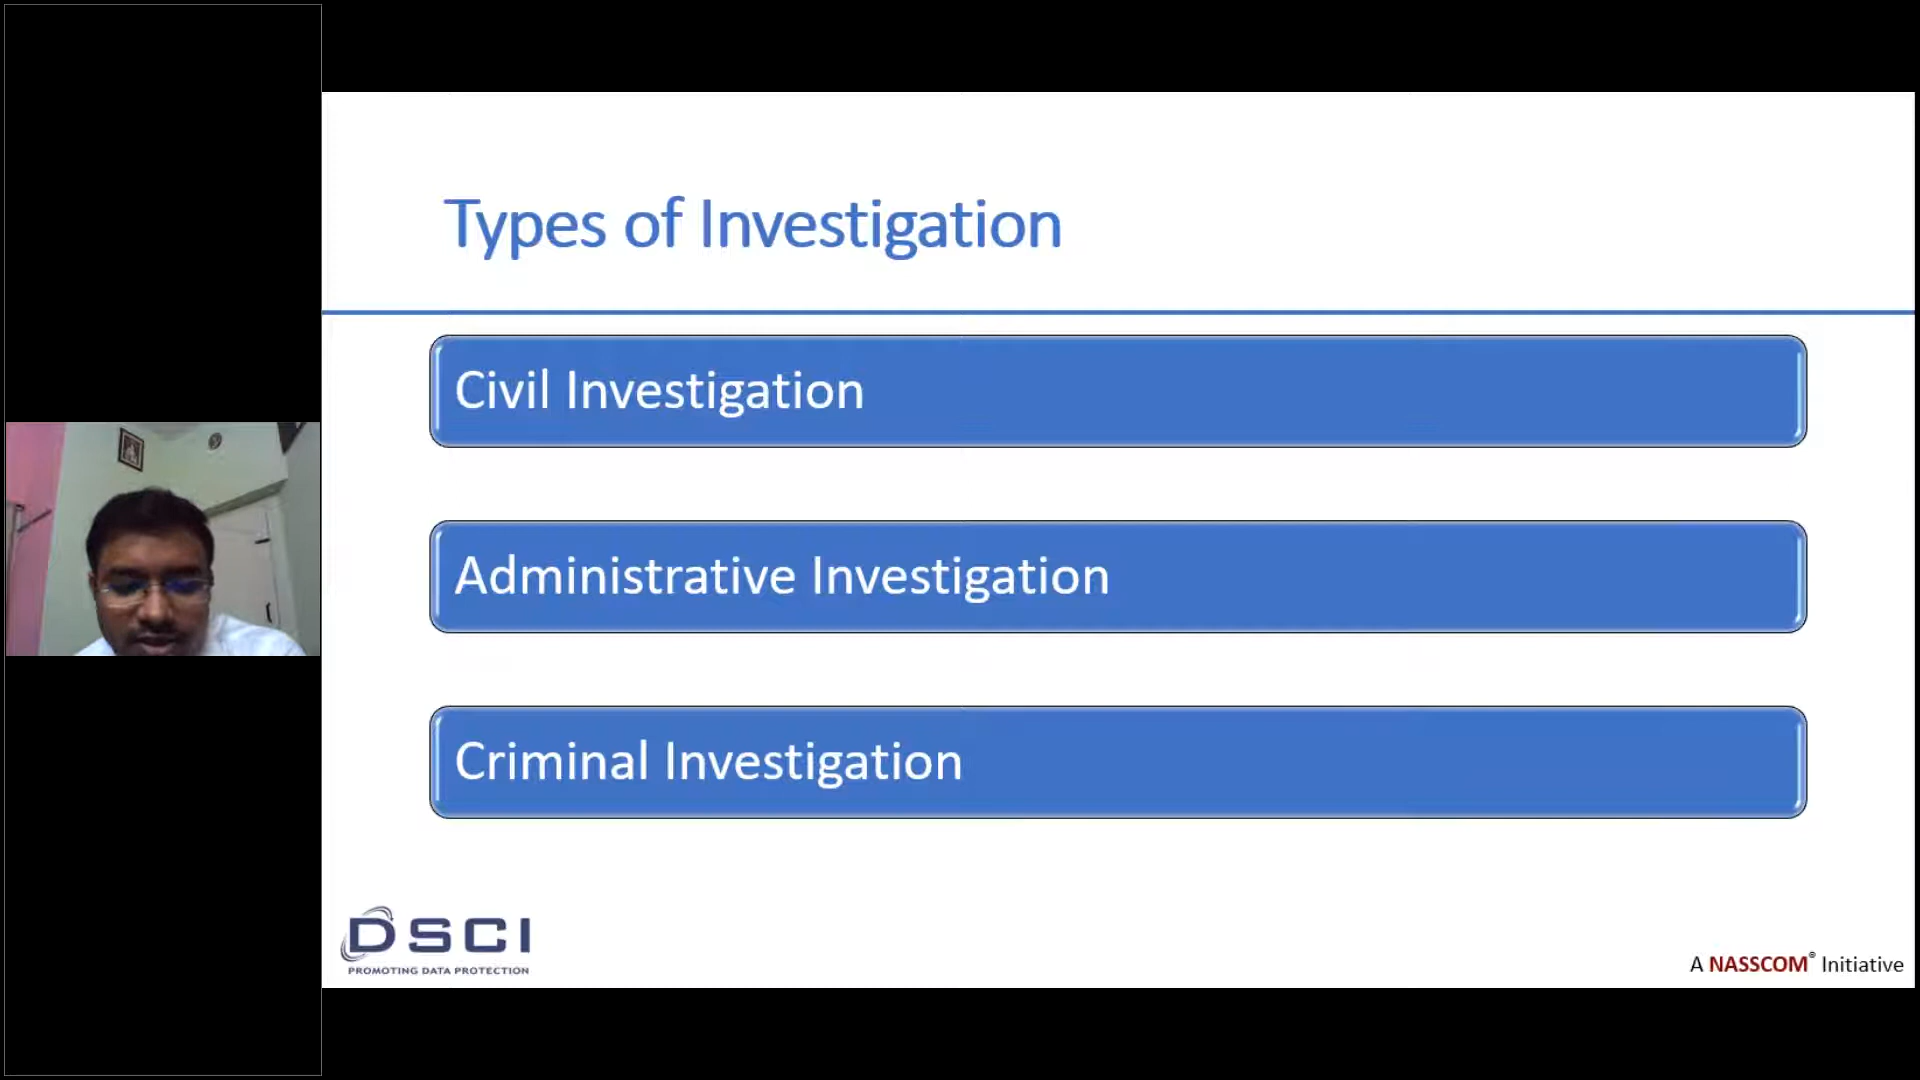 Types of Investigation
Civil Investigation
Administrative Investigation
Criminal Investigation
DSCI
PROMOTING DATA PROTECTION
A NASSCOM® Initiative